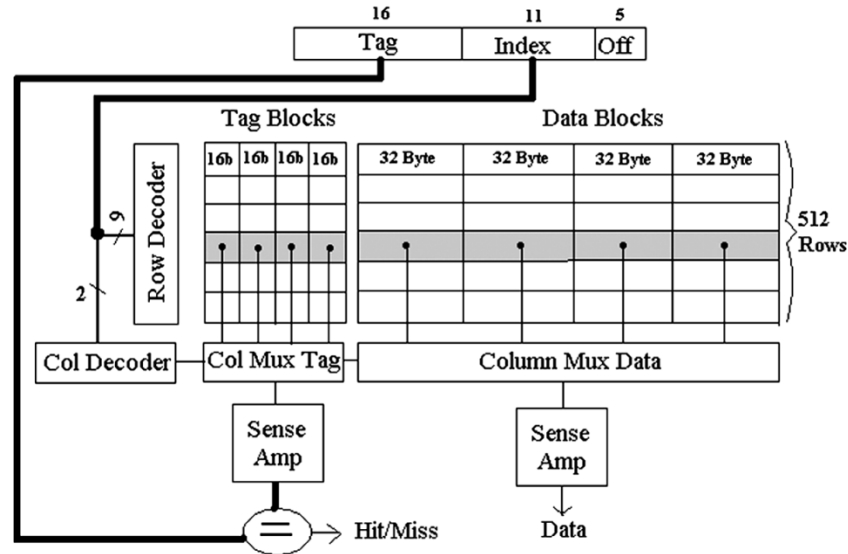 16 11 5
Tag Index Off
Tag Blocks Data Blocks
16b 16b 16b 16b 32 Byte 32 Byte 32 Byte 32 Byte
Row Decoder
9
2
512
Rows
Col Decoder Col Mux Tag Column Mux Data
Sense
Amp
Sense
Amp
= Hit/Miss Data